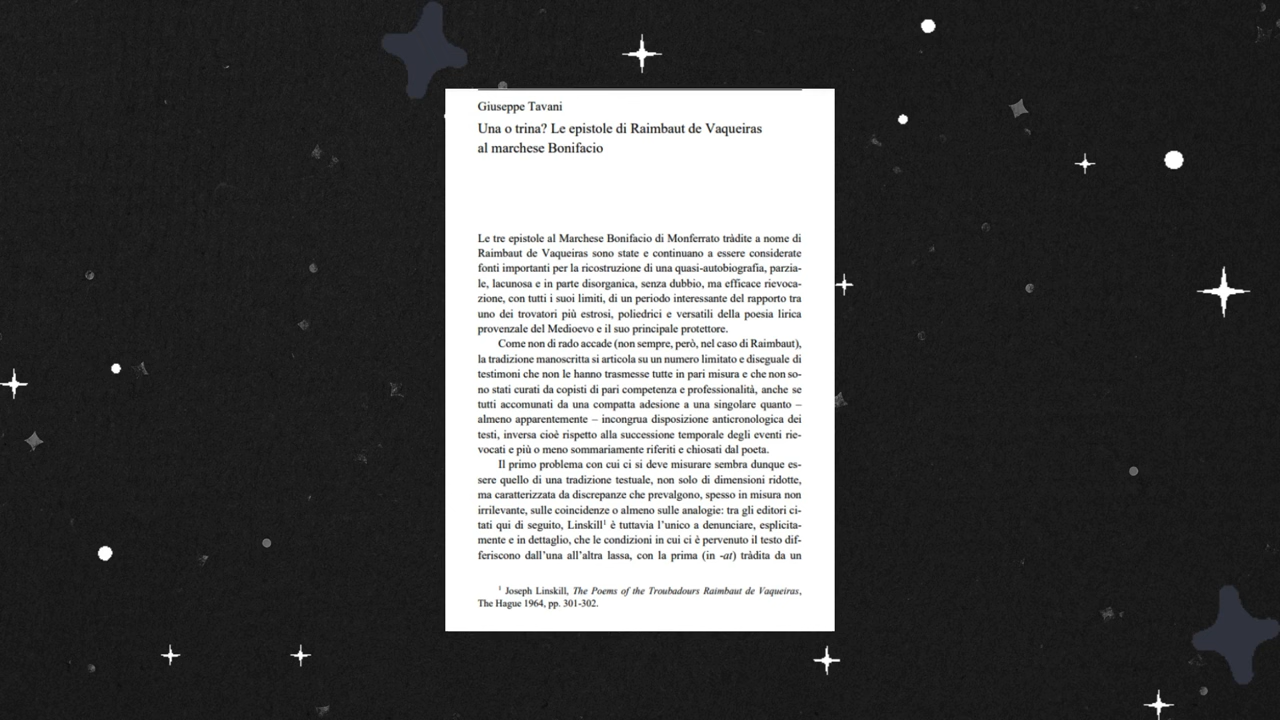 Giuseppe Tavani
Una o trina? Le epistole di Raimbaut de Vaqueiras
al marchese Bonifacio
Le tre epistole al Marchese Bonifacio di Monferrato tràdite a nome di
Raimbaut de Vaqueiras sono state e continuano a essere considerate
fonti importanti per la ricostruzione di una quasi-autobiografia, parzia-
le, lacunosa e in parte disorganica, senza dubbio, ma efficace rievoca-
zione, con tutti i suoi limiti, di un periodo interessante del rapporto tra
uno dei trovatori più estrosi, poliedrici e versatili della poesia lirica
provenzale del Medioevo e il suo principale protettore.
Come non di rado accade (non sempre, però, nel caso di Raimbaut),
la tradizione manoscritta si articola su un numero limitato e diseguale di
testimoni che non le hanno trasmesse tutte in pari misura e che non so-
no stati curati da copisti di pari competenza e professionalità, anche se
tutti accomunati da una compatta adesione a una singolare quanto –
almeno apparentemente – incongrua disposizione anticronologica dei
testi, inversa cioè rispetto alla successione temporale degli eventi rie-
vocati e più o meno sommariamente riferiti e chiosati dal poeta.
Il primo problema con cui ci si deve misurare sembra dunque es-
sere quello di una tradizione testuale, non solo di dimensioni ridotte,
ma caratterizzata da discrepanze che prevalgono, spesso in misura non
irrilevante, sulle coincidenze o almeno sulle analogie: tra gli editori ci-
tati qui di seguito, Linskill¹ è tuttavia l’unico a denunciare, esplicita-
mente e in dettaglio, che le condizioni in cui ci è pervenuto il testo dif-
feriscono dall’una all’altra lassa, con la prima (in -at) tràdita da un
¹ Joseph Linskill, The Poems of the Troubadours Raimbaut de Vaqueiras,
The Hague 1964, pp. 301-302.